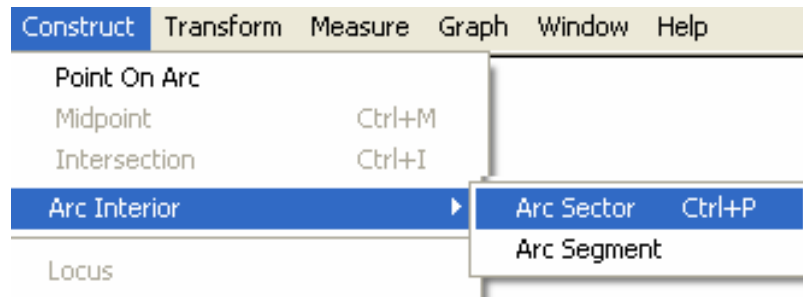 Construct Transform Measure Graph Window Help
Point On Arc
Midpoint Ctrl+M
Intersection Ctrl+I
Arc Interior
Arc Sector Ctrl+P
Arc Segment
Locus